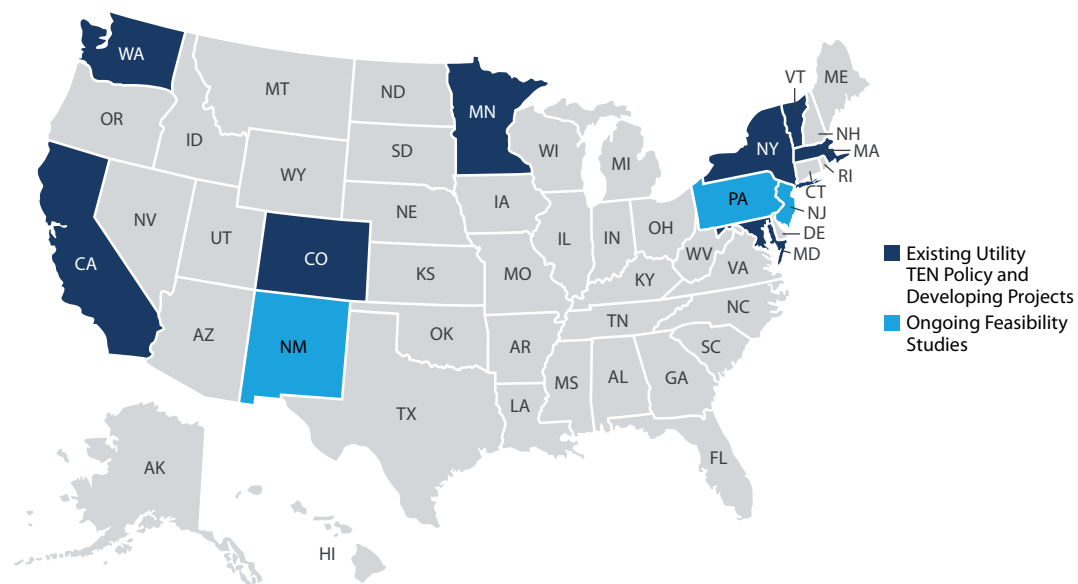 WA
MT
ND
MN
VT
ME
OR
ID
SD
WI
MI
NY
NH
MA
WY
RI
CT
IA
PA
NJ
NV
NE
OH
DE
UT
IL
IN
WV
MD
CA
CO
KS
MO
KY
VA
Existing Utility
TEN Policy and
Developing Projects
NC
TN
Ongoing Feasibility
Studies
AZ
NM
OK
AR
SC
MS
AL
GA
TX
LA
FL
AK
HI